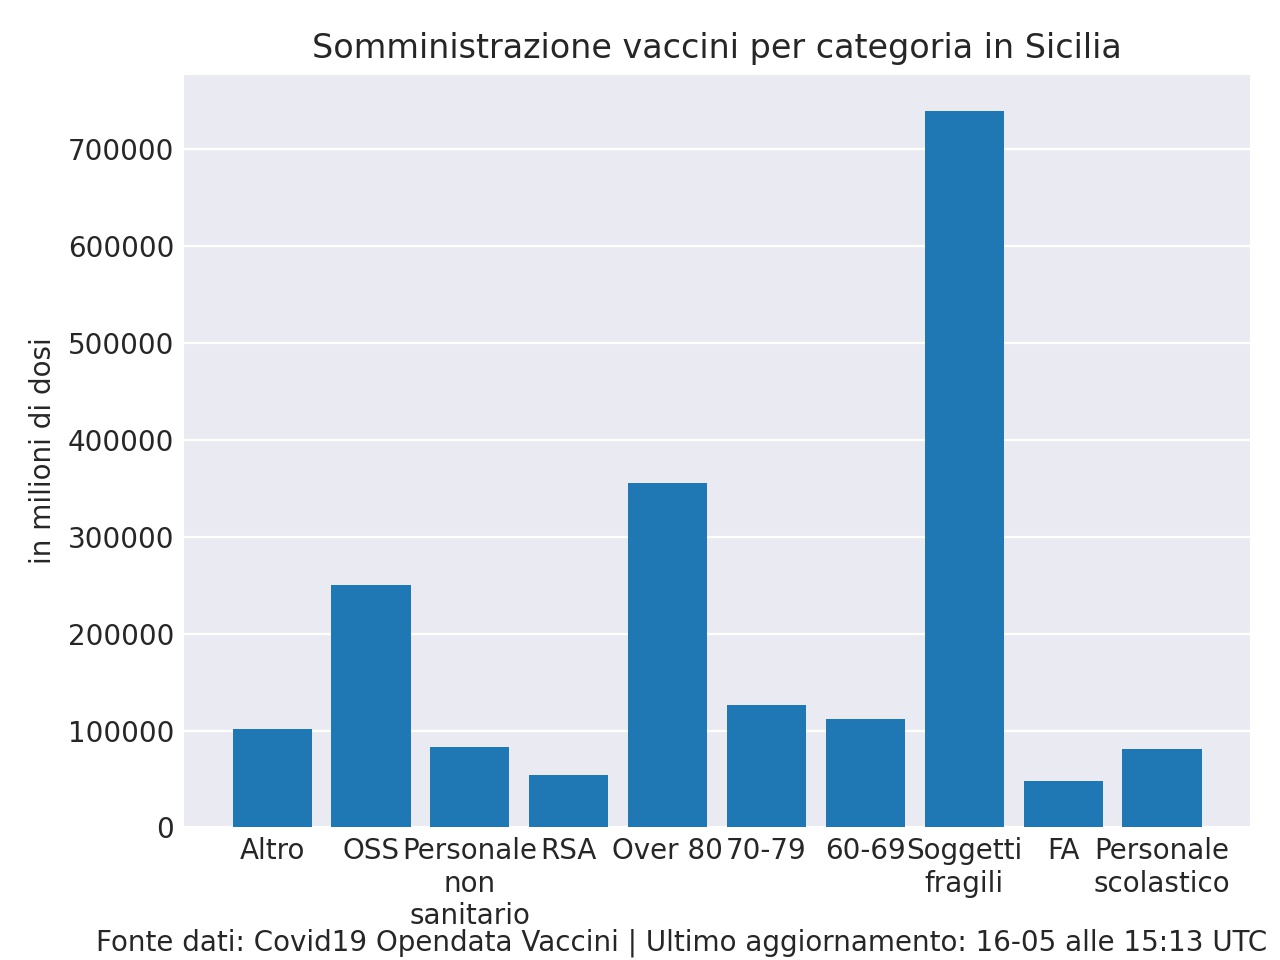 Somministrazione vaccini per categoria in Sicilia
in milioni di dosi
700000
600000
500000
400000
300000
200000
100000
0
Altro
OSS
Personale
non
sanitario
RSA
Over 80
70-79
60-69
Soggetti
fragili
FA
Personale
scolastico
Fonte dati: Covid19 Opendata Vaccini | Ultimo aggiornamento: 16-05 alle 15:13 UTC